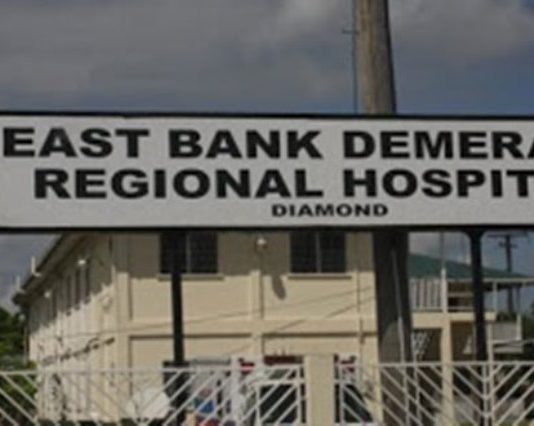 EAST BANK DEMERA
REGIONAL HOSPIT
DIAMOND